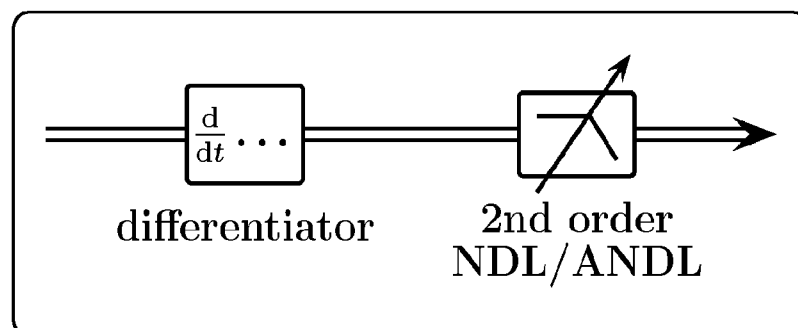 d
dt ...
differentiator
2nd order
NDL/ANDL